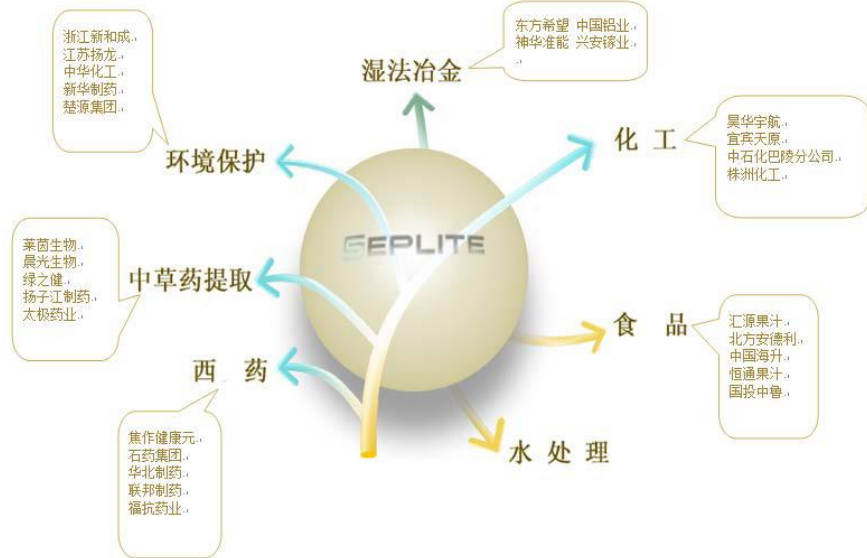 浙江新和成
江苏扬龙
中华化工
新华制药
楚源集团
环境保护
东方希望 中国铝业
神华准能 兴安镓业
湿法冶金
化 工
昊华宇航
宜宾天原
中石化巴陵分公司
株洲化工
SEPLITE
莱茵生物
晨光生物
绿之健
扬子江制药
太极药业
中草药提取
食 品
汇源果汁
北方安德利
中国海升
恒通果汁
国投中鲁
西 药
焦作健康元
石药集团
华北制药
联邦制药
福抗药业
水 处 理